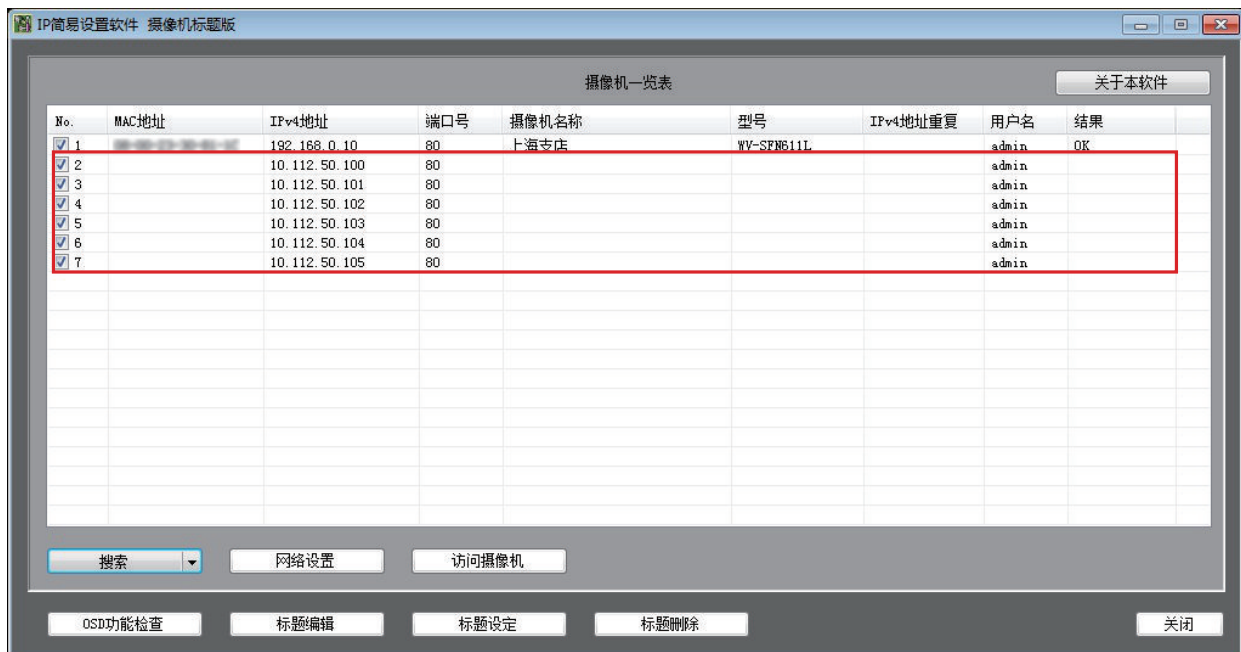 IP简易设置软件 摄像机标题版
摄像机一览表
关于本软件
No. MAC地址 IPv4地址 端口号 摄像机名称 型号 IPv4地址重复 用户名 结果
1 192.168.0.10 80 上海支店 WV-SFN611L admin OK
2 10.112.50.100 80 admin
3 10.112.50.101 80 admin
4 10.112.50.102 80 admin
5 10.112.50.103 80 admin
6 10.112.50.104 80 admin
7 10.112.50.105 80 admin
搜索 网络设置 访问摄像机
OSD功能检查 标题编辑 标题设定 标题删除 关闭